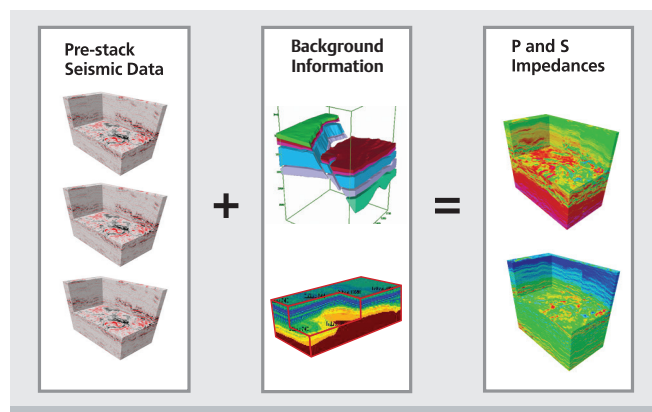 Pre-stack
Seismic Data
+
Background
Information
=
P and S
Impedances